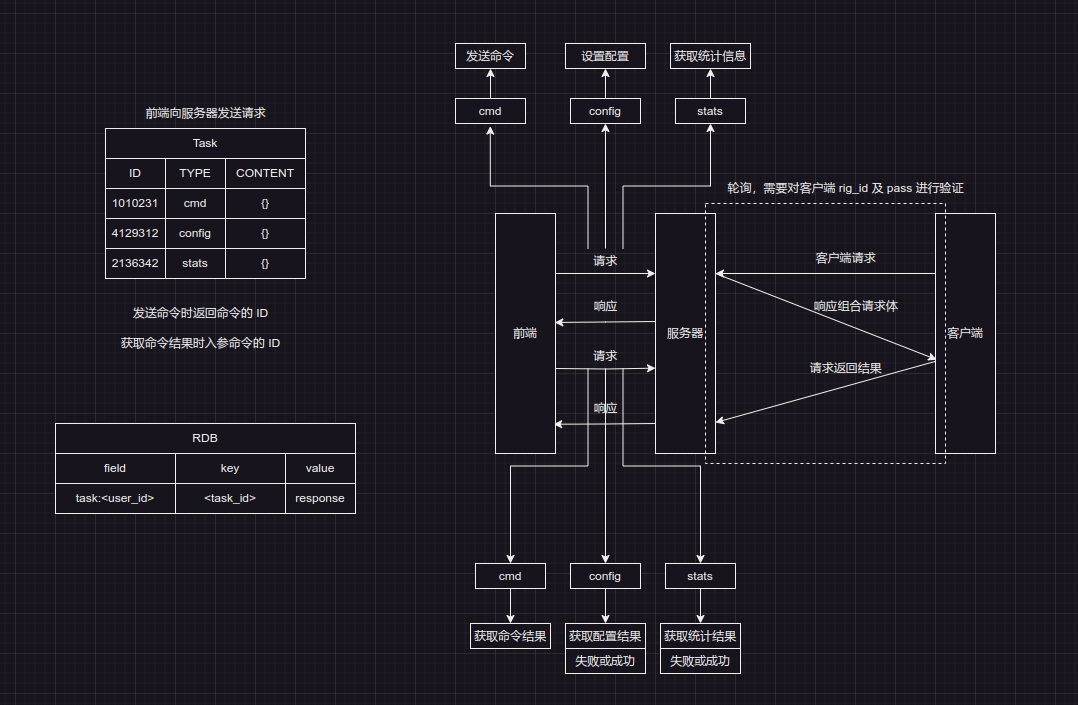 发送命令
设置配置
获取统计信息
cmd
config
stats
前端向服务器发送请求
Task
ID TYPE CONTENT
1010231 cmd {}
4129312 config {}
2136342 stats {}
发送命令时返回命令的 ID
获取命令结果时入参命令的 ID
RDB
field key value
task:<user_id> <task_id> response
轮询，需要对客户端 rig_id 及 pass 进行验证
前端
请求
响应
请求
响应
服务器
客户端请求
响应组合请求体
请求返回结果
客户端
cmd
config
stats
获取命令结果
获取配置结果
失败或成功
获取统计结果
失败或成功